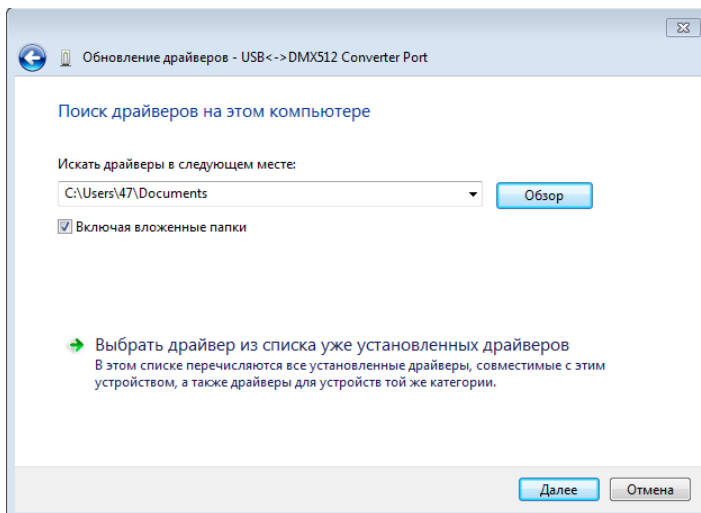 Обновление драйверов - USB<->DMX512 Converter Port
Поиск драйверов на этом компьютере
Искать драйверы в следующем месте:
C:\Users\47\Documents
Обзор
Включая вложенные папки
Выбрать драйвер из списка уже установленных драйверов
В этом списке перечисляются все установленные драйверы, совместимые с этим
устройством, а также драйверы для устройств той же категории.
Далее
Отмена